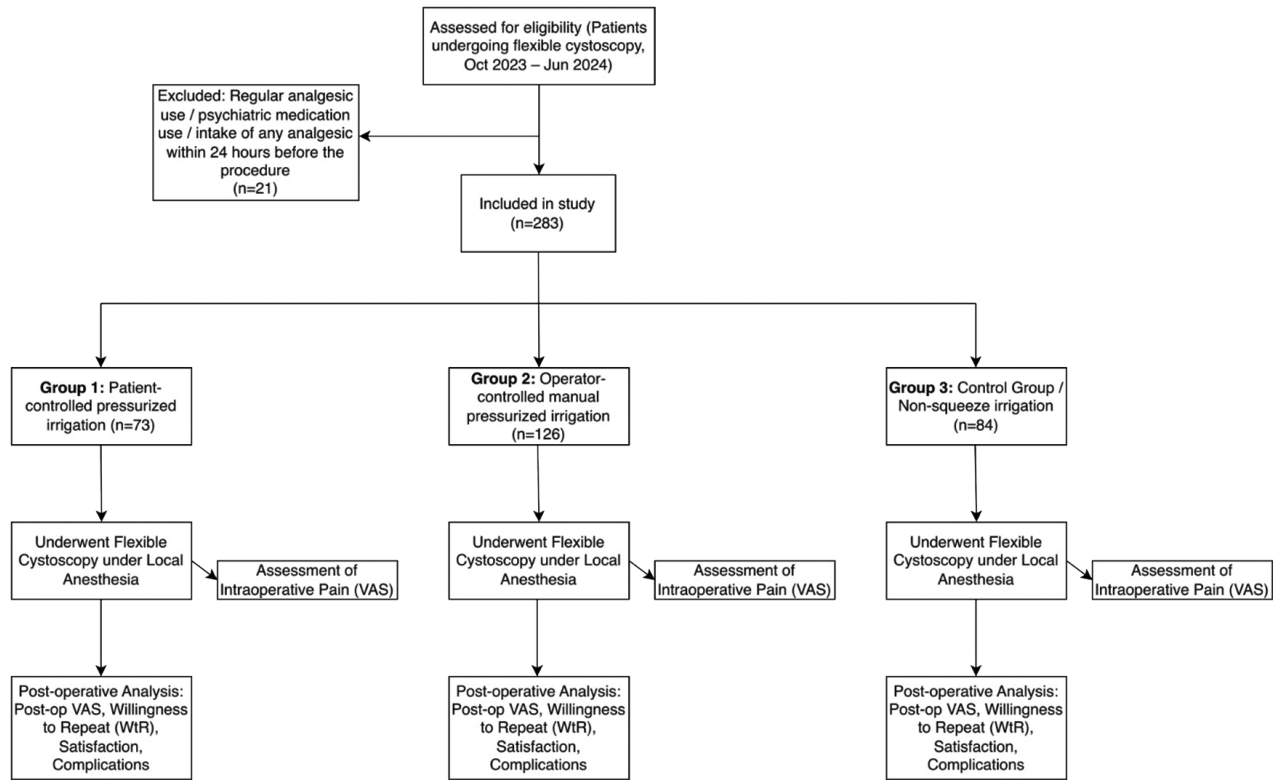 Assessed for eligibility (Patients
undergoing flexible cystoscopy,
Oct 2023 – Jun 2024)
Excluded: Regular analgesic
use / psychiatric medication
use / intake of any analgesic
within 24 hours before the
procedure
(n=21)
Included in study
(n=283)
Group 1: Patient-
controlled pressurized
irrigation (n=73)
Group 2: Operator-
controlled manual
pressurized irrigation
(n=126)
Group 3: Control Group /
Non-squeeze irrigation
(n=84)
Underwent Flexible
Cystoscopy under Local
Anesthesia
Assessment of
Intraoperative Pain (VAS)
Underwent Flexible
Cystoscopy under Local
Anesthesia
Assessment of
Intraoperative Pain (VAS)
Underwent Flexible
Cystoscopy under Local
Anesthesia
Assessment of
Intraoperative Pain (VAS)
Post-operative Analysis:
Post-op VAS, Willingness
to Repeat (WtR),
Satisfaction,
Complications
Post-operative Analysis:
Post-op VAS, Willingness
to Repeat (WtR),
Satisfaction,
Complications
Post-operative Analysis:
Post-op VAS, Willingness
to Repeat (WtR),
Satisfaction,
Complications